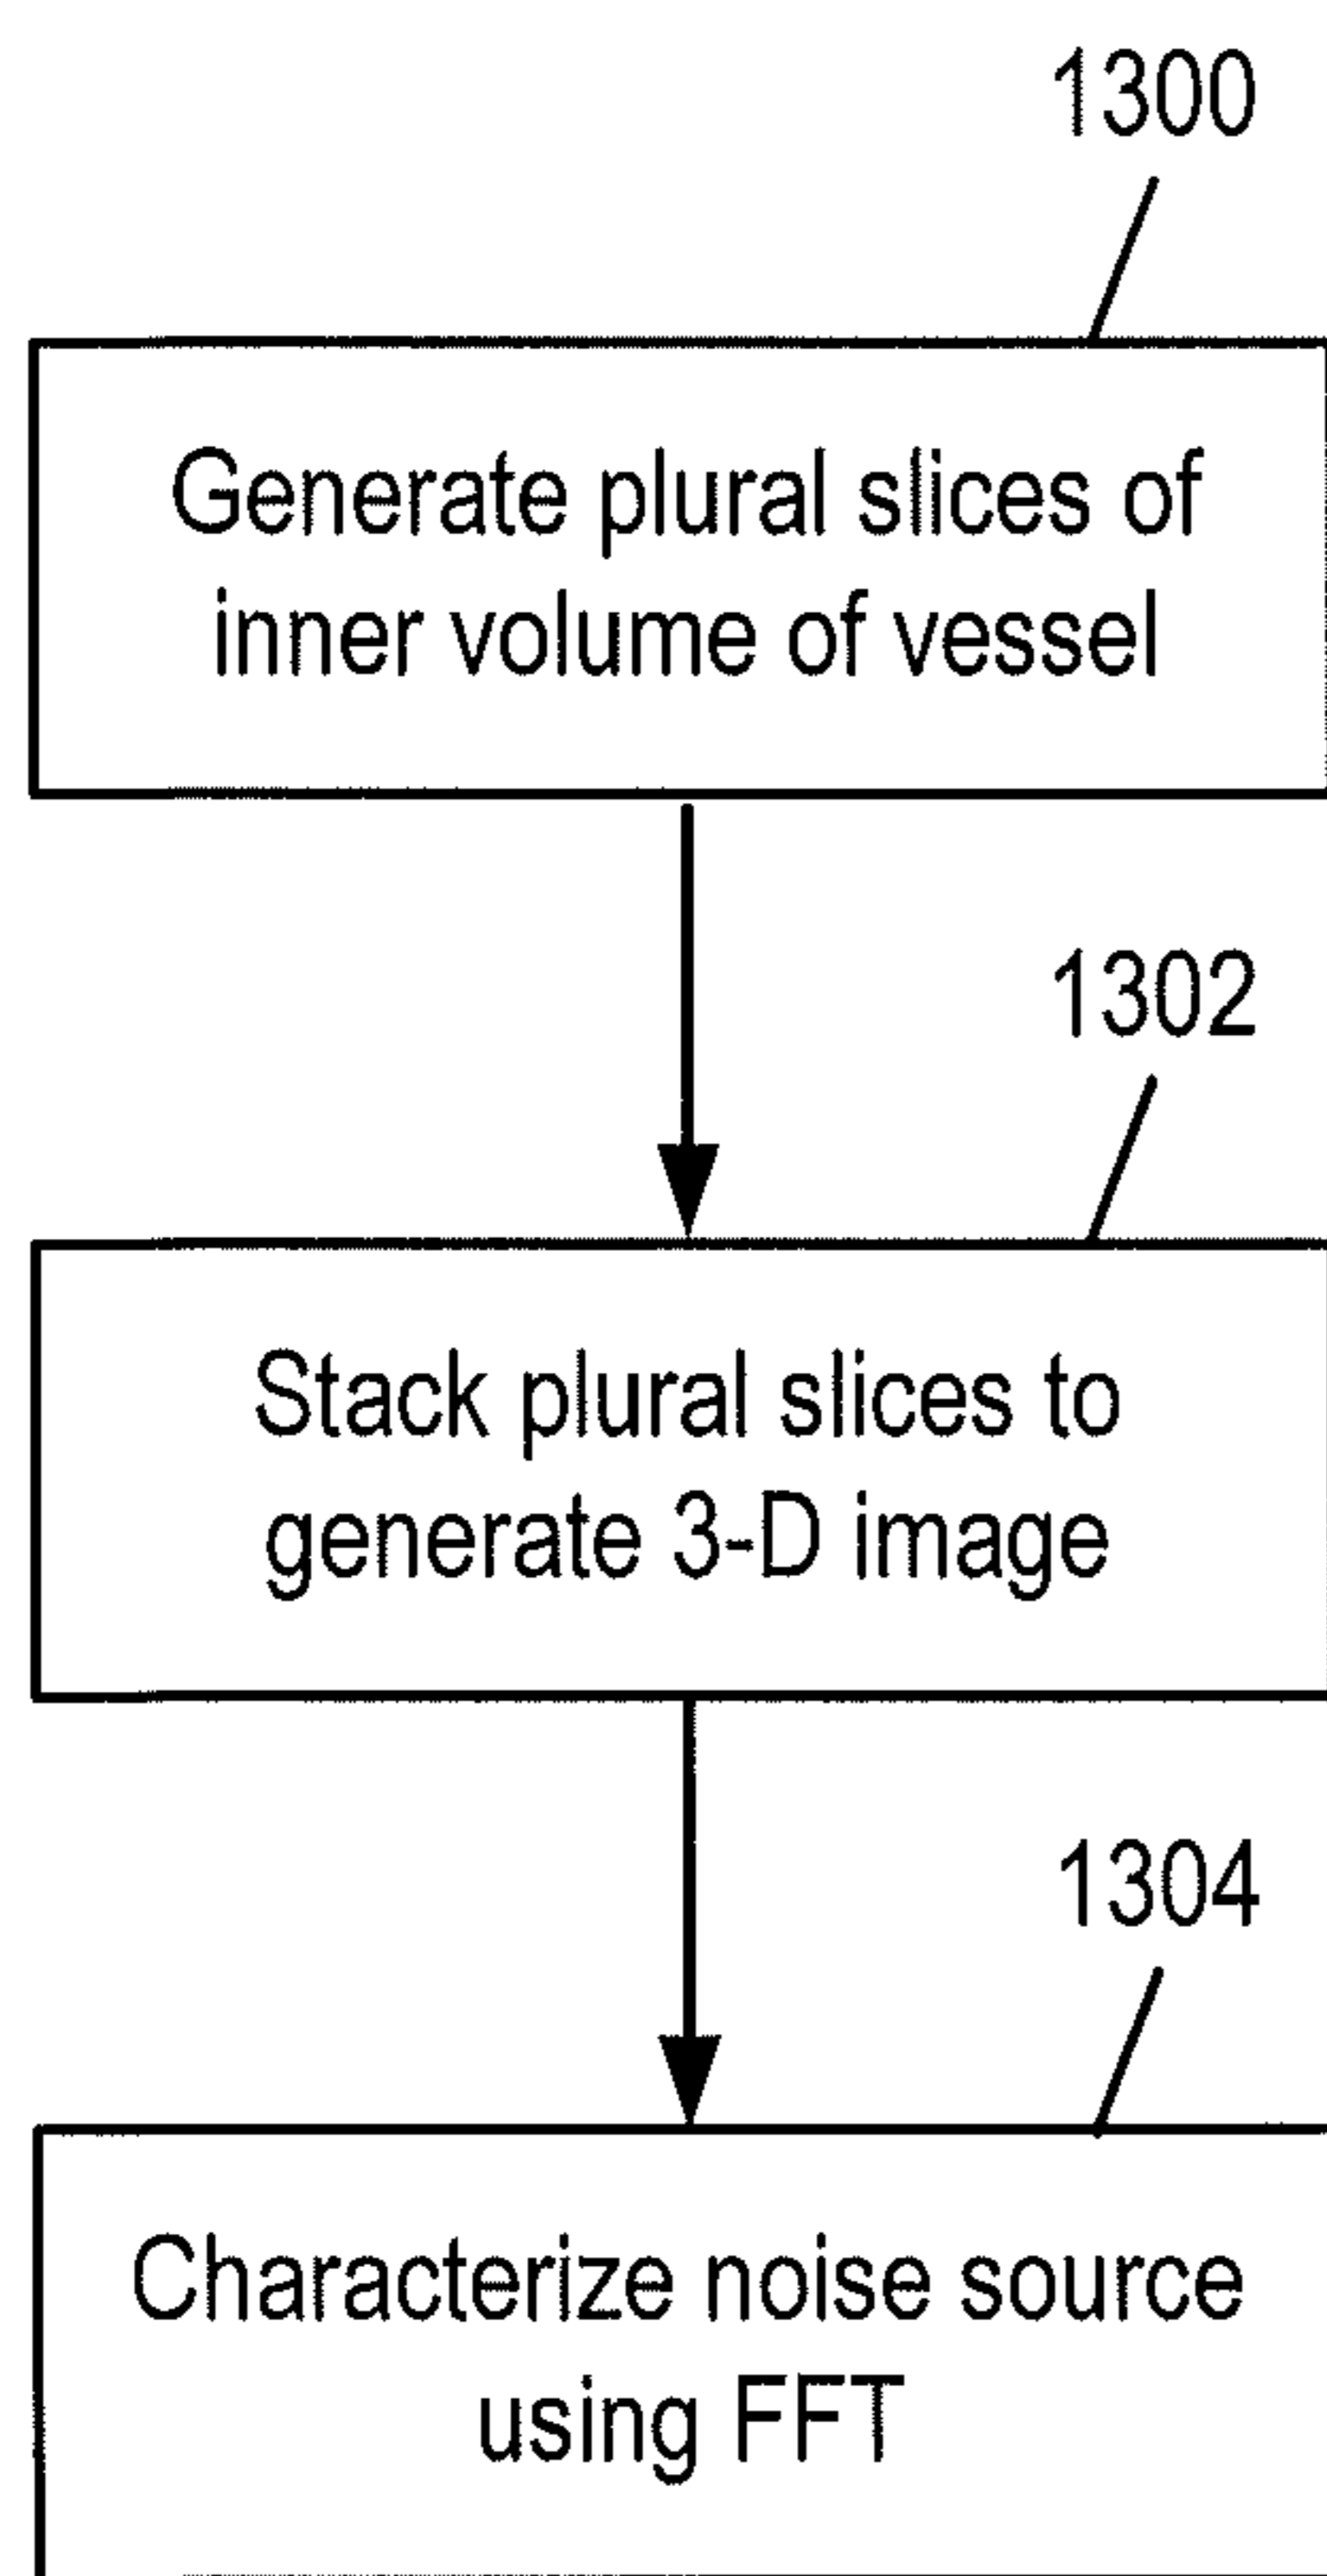 1300
Generate plural slices of
inner volume of vessel
1302
Stack plural slices to
generate 3-D image
1304
Characterize noise source
using FFT